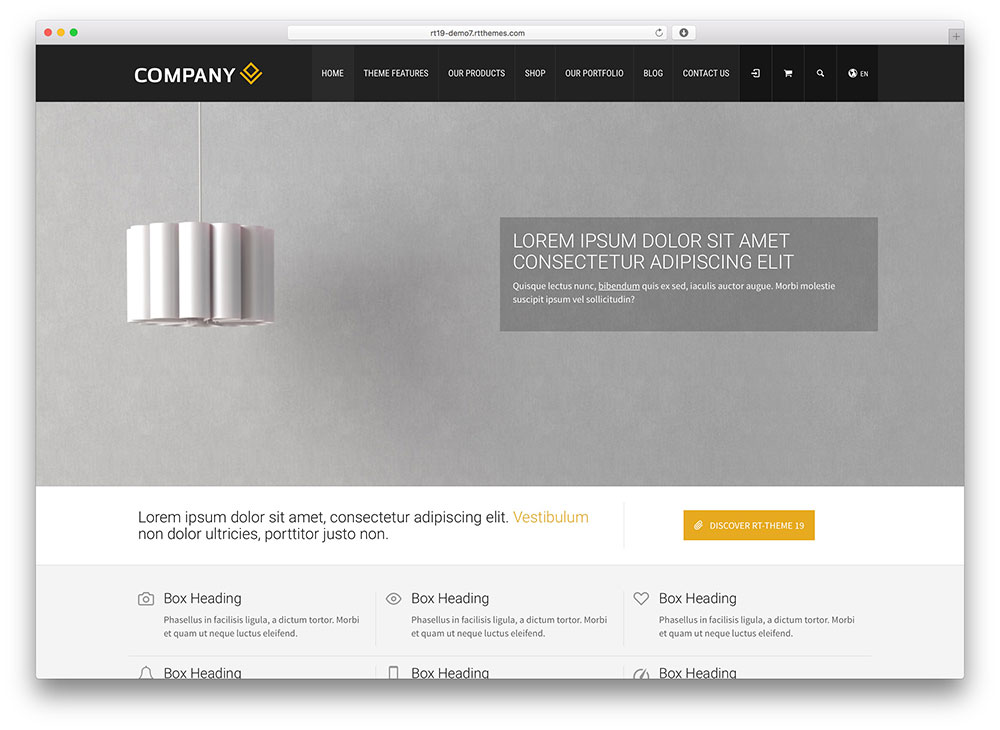 rt19-demo7.rtthemes.com
COMPANY HOME THEME FEATURES OUR PRODUCTS SHOP OUR PORTFOLIO BLOG CONTACT US EN
LOREM IPSUM DOLOR SIT AMET
CONSECTETUR ADIPISCING ELIT
Quisque lectus nunc, bibendum quis ex sed, iaculis auctor augue. Morbi molestie
suscipit ipsum vel sollicitudin?
Lorem ipsum dolor sit amet, consectetur adipiscing elit. Vestibulum
non dolor ultricies, porttitor justo non.
DISCOVER RT-THEME 19
Box Heading
Phasellus in facilisis ligula, a dictum tortor. Morbi
et quam ut neque luctus eleifend.
Box Heading
Phasellus in facilisis ligula, a dictum tortor. Morbi
et quam ut neque luctus eleifend.
Box Heading
Phasellus in facilisis ligula, a dictum tortor. Morbi
et quam ut neque luctus eleifend.
Box Heading
Box Heading
Box Heading